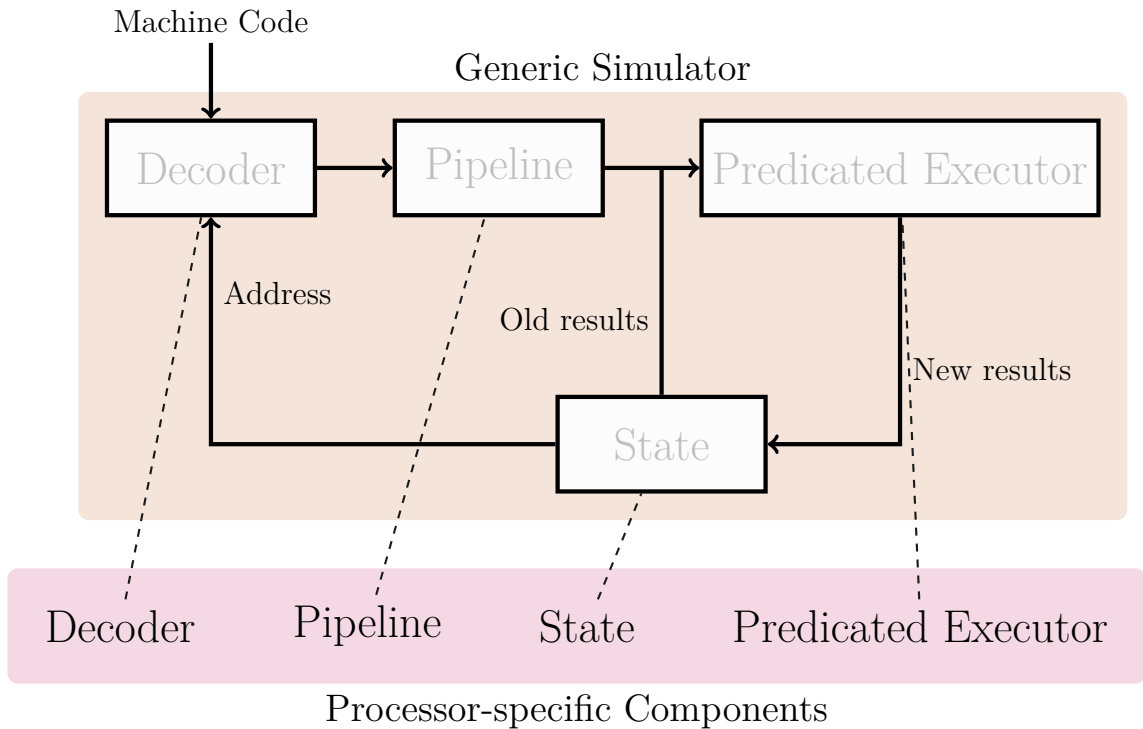 Machine Code
Generic Simulator
Decoder
Pipeline
Predicated Executor
Address
Old results
New results
State
Decoder
Pipeline
State
Predicated Executor
Processor-specific Components